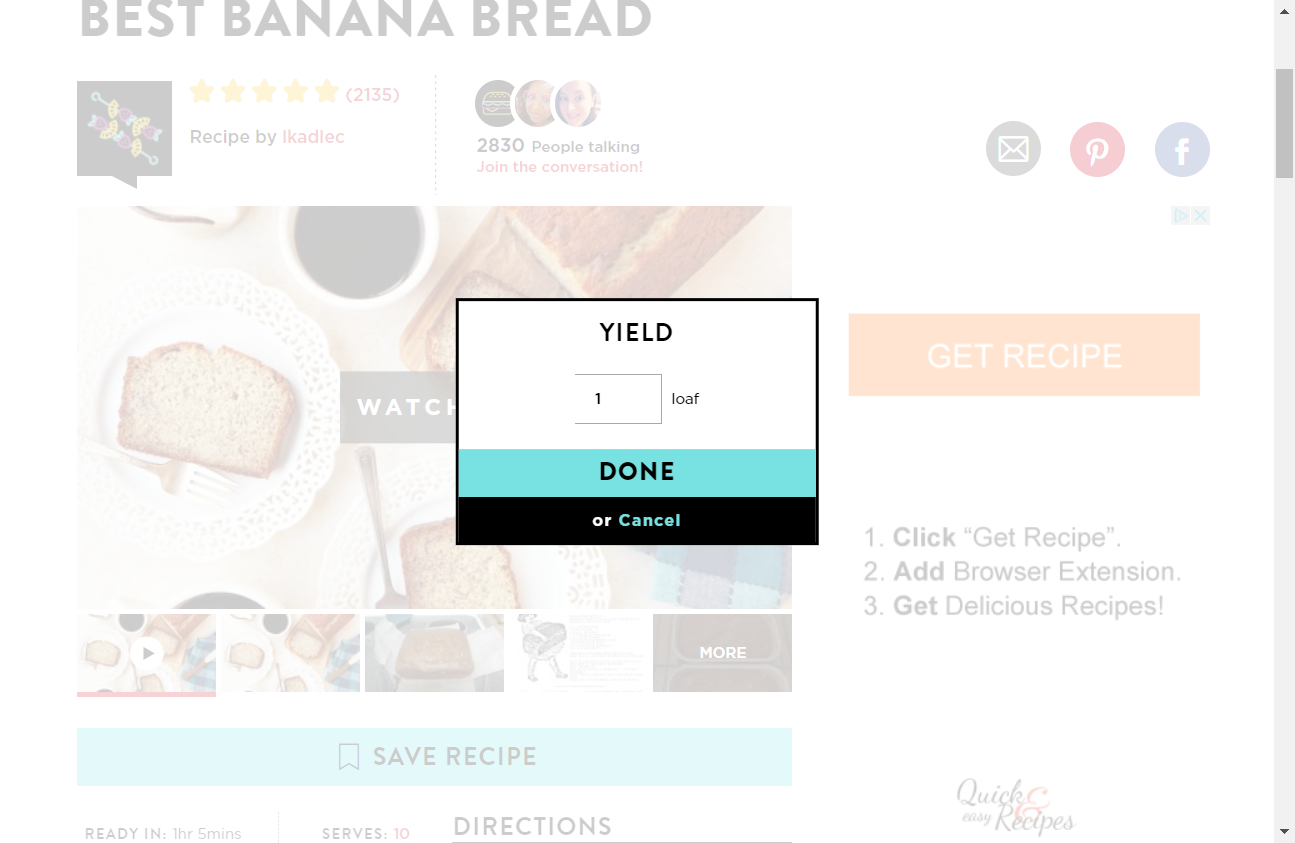 BEST BANANA BREAD
(2135)
Recipe by lkadlec
2830 People talking
Join the conversation!
WATCH
YIELD
1 loaf
DONE
or Cancel
GET RECIPE
1. Click “Get Recipe”.
2. Add Browser Extension.
3. Get Delicious Recipes!
MORE
SAVE RECIPE
Quick &
easy Recipes
READY IN: 1hr 5mins
SERVES: 10
DIRECTIONS